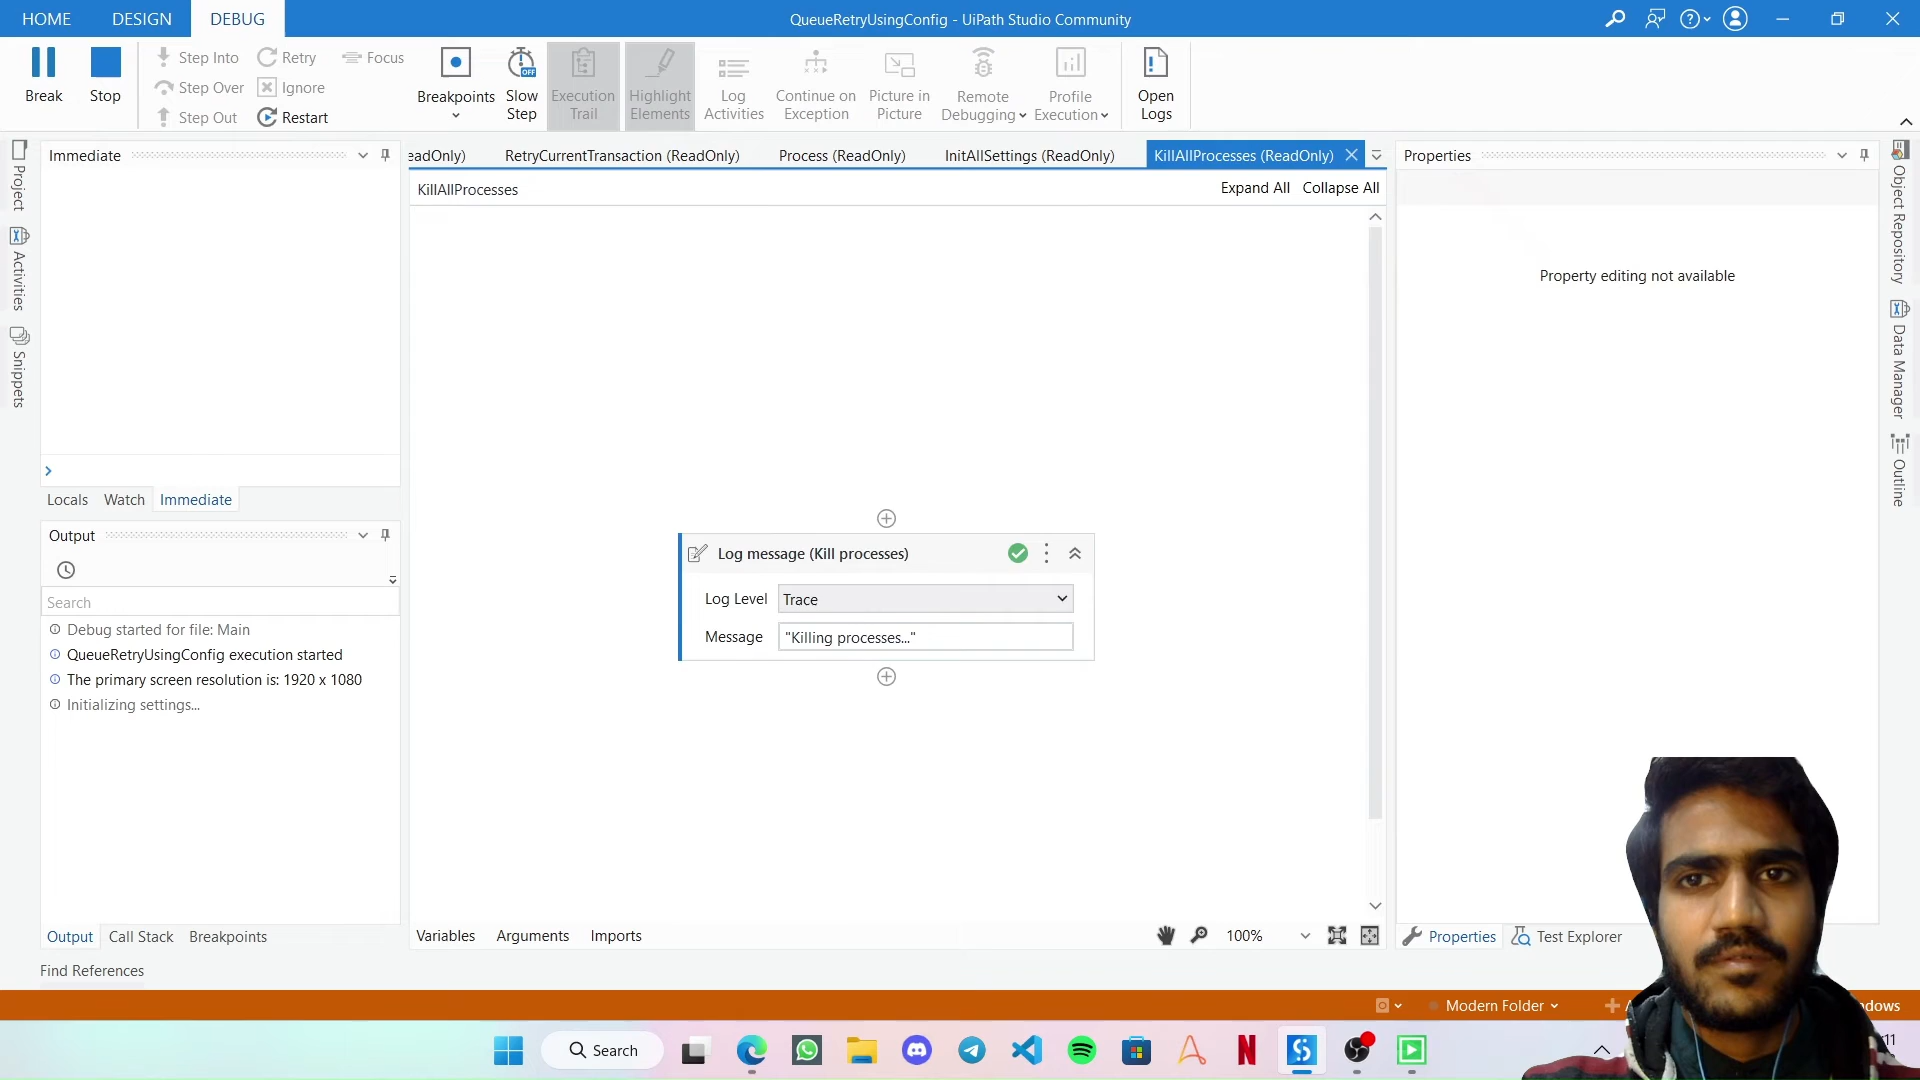 HOME
DESIGN
DEBUG
QueueRetryUsingConfig - UiPath Studio Community
Break
Stop
Step Into
Step Over
Step Out
Retry
Ignore
Restart
Focus
Breakpoints
Slow
Step
OFF
Execution
Trail
Highlight
Elements
Log
Activities
Continue on
Exception
Picture in
Picture
Remote
Debugging
Profile
Execution
Open
Logs
Project
Activities
Snippets
Immediate
Locals
Watch
Immediate
Output
Search
Debug started for file: Main
QueueRetryUsingConfig execution started
The primary screen resolution is: 1920 x 1080
Initializing settings...
Output
Call Stack
Breakpoints
Find References
eadOnly)
RetryCurrentTransaction (ReadOnly)
Process (ReadOnly)
InitAllSettings (ReadOnly)
KillAllProcesses (ReadOnly)
KillAllProcesses
Expand All
Collapse All
Log message (Kill processes)
Log Level
Trace
Message
"Killing processes..."
Variables
Arguments
Imports
100%
Properties
Property editing not available
Properties
Test Explorer
Object Repository
Data Manager
Outline
Modern Folder
dows
Search
11